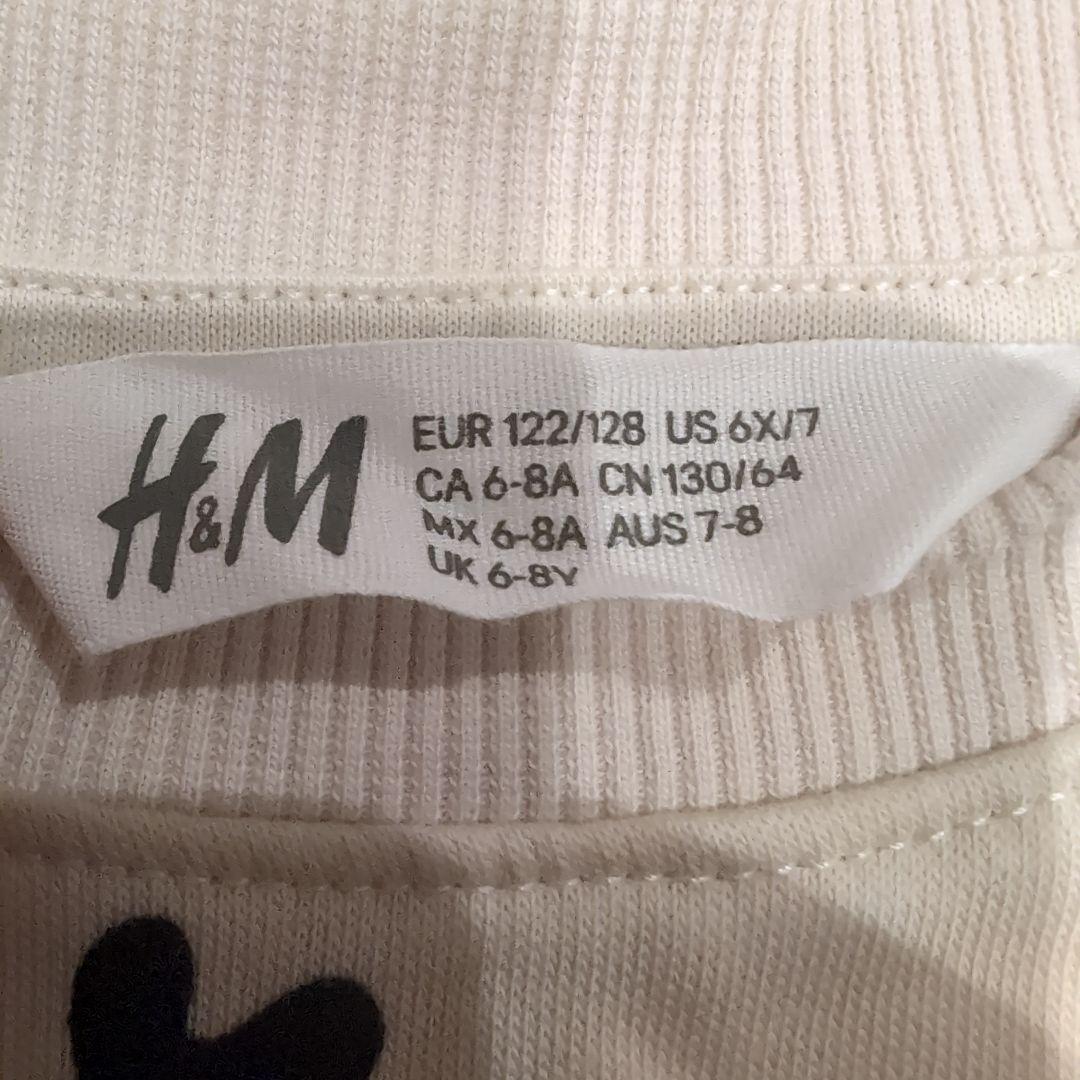 H&M
EUR 122/128 US 6X/7
CA 6-8A CN 130/64
MX 6-8A AUS 7-8
UK 6-8Y